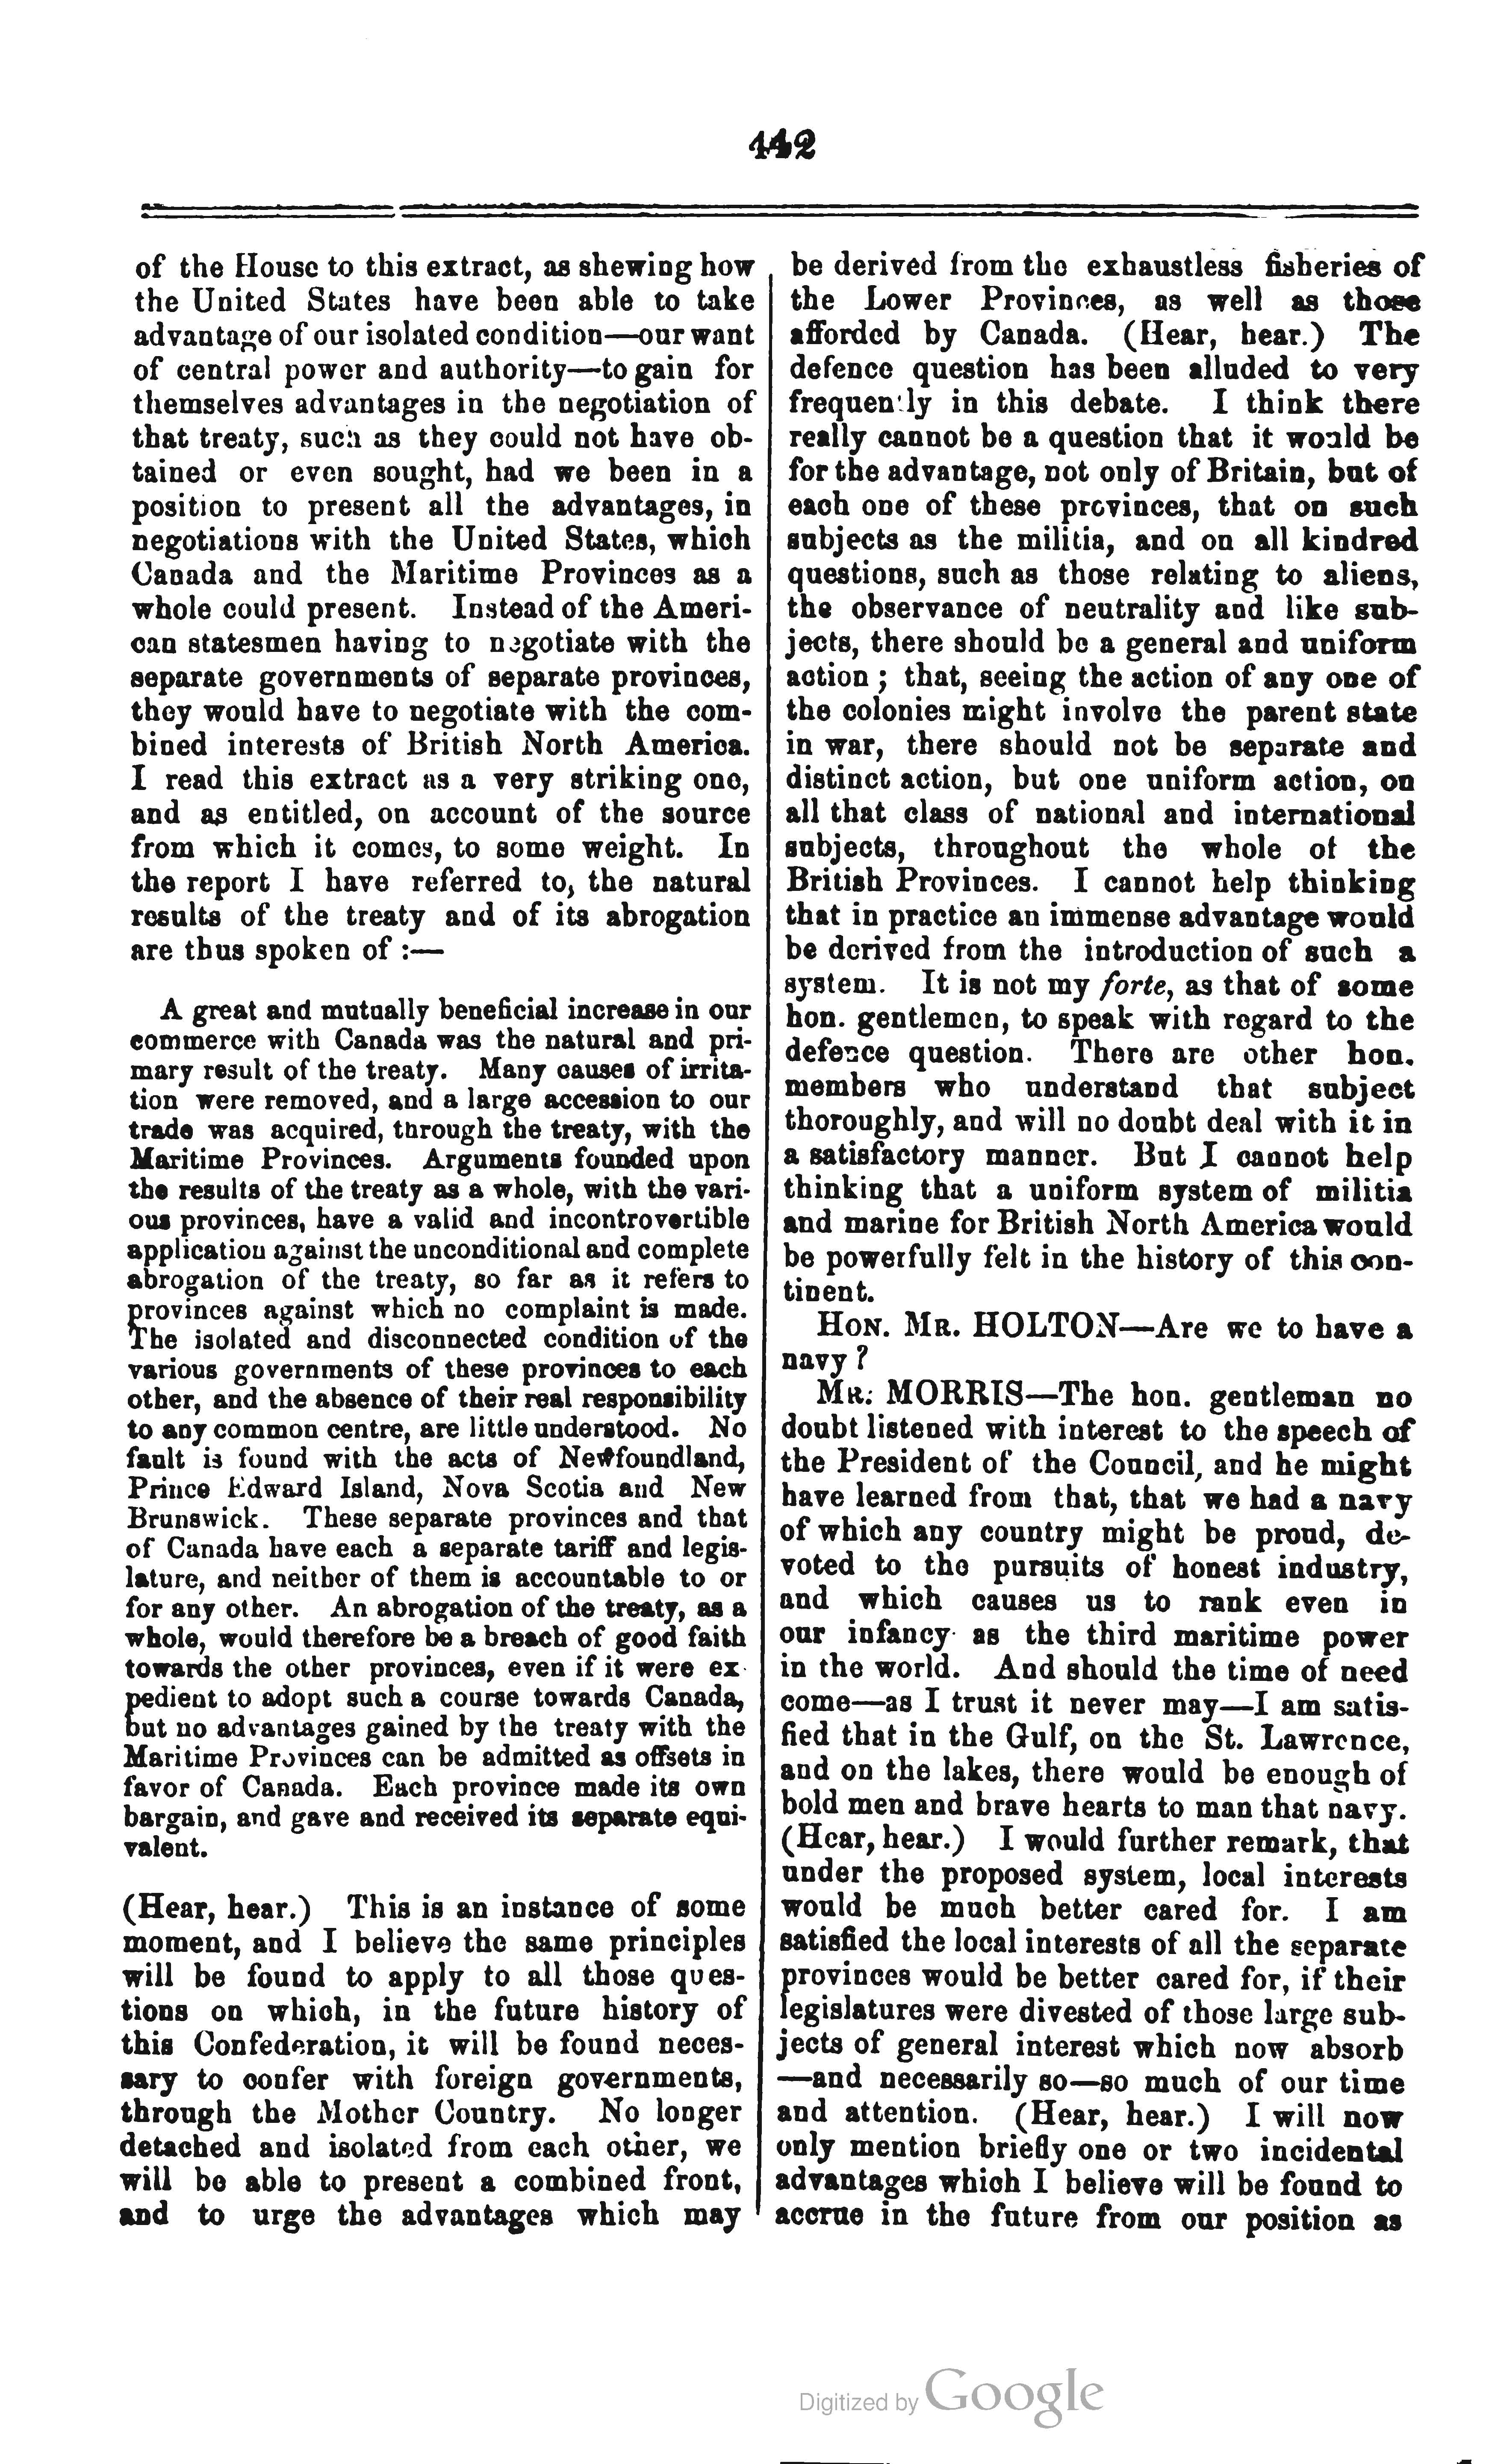 442
of the House to this extract, as shewing how
the United States have been able to take
advantage of our isolated condition—our want
of central power and authority—to gain for
themselves advantages in the negotiation of
that treaty, such as they could not have ob-
tained or even sought, had we been in a
position to present all the advantages, in
negotiations with the United States, which
Canada and the Maritime Provinces as a
whole could present. Instead of the Ameri-
can statesmen having to negotiate with the
separate governments of separate provinces,
they would have to negotiate with the com-
bined interests of British North America.
I read this extract as a very striking one,
and as entitled, on account of the source
from which it comes, to some weight. In
the report I have referred to, the natural
results of the treaty and of its abrogation
are thus spoken of :—
A great and mutually beneficial increase in our
commerce with Canada was the natural and pri-
mary result of the treaty. Many causes of irrita-
tion were removed, and a large accession to our
trade was acquired, through the treaty, with the
Maritime Provinces. Arguments founded upon
the results of the treaty as a whole, with the vari-
ous provinces, have a valid and incontrovertible
application against the unconditional and complete
abrogation of the treaty, so far as it refers to
provinces against which no complaint is made.
The isolated and disconnected condition of the
various governments of these provinces to each
other, and the absence of their real responsibility
to any common centre, are little understood. No
fault is found with the acts of Newfoundland,
Prince Edward Island, Nova Scotia and New
Brunswick. These separate provinces and that
of Canada have each a separate tariff and legis-
lature, and neither of them is accountable to or
for any other. An abrogation of the treaty, as a
whole, would therefore be a breach of good faith
towards the other provinces, even if it were ex-
pedient to adopt such a course towards Canada,
but no advantages gained by the treaty with the
Maritime Provinces can be admitted as offsets in
favor of Canada. Each province made its own
bargain, and gave and received its separate equi-
valent.
(Hear, hear.) This is an instance of some
moment, and I believe the same principles
will be found to apply to all those ques-
tions on which, in the future history of
this Confederation, it will be found neces-
sary to confer with foreign governments,
through the Mother Country. No longer
detached and isolated from each other, we
will be able to present a combined front,
and to urge the advantages which may
be derived from the exhaustless fisheries of
the Lower Provinces, as well as those
afforded by Canada. (Hear, hear.) The
defence question has been alluded to very
frequently in this debate. I think there
really cannot be a question that it would be
for the advantage, not only of Britain, but of
each one of these provinces, that on such
subjects as the militia, and on all kindred
questions, such as those relating to aliens,
the observance of neutrality and like sub-
jects, there should be a general and uniform
action ; that, seeing the action of any one of
the colonies might involve the parent state
in war, there should not be separate and
distinct action, but one uniform action, on
all that class of national and international
subjects, throughout the whole of the
British Provinces. I cannot help thinking
that in practice an immense advantage would
be derived from the introduction of such a
system. It is not my forte, as that of some
hon. gentlemen, to speak with regard to the
defence question. There are other hon.
members who understand that subject
thoroughly, and will no doubt deal with it in
a satisfactory manner. But I cannot help
thinking that a uniform system of militia
and marine for British North America would
be powerfully felt in the history of this con-
tinent.
HON. MR. HOLTON—Are we to have a
navy ?
MR. MORRIS—The hon. gentleman no
doubt listened with interest to the speech of
the President of the Council, and he might
have learned from that, that we had a navy
of which any country might be proud, de-
voted to the pursuits of honest industry,
and which causes us to rank even in
our infancy as the third maritime power
in the world. And should the time of need
come—as I trust it never may—I am satis-
fied that in the Gulf, on the St. Lawrence,
and on the lakes, there would be enough of
bold men and brave hearts to man that navy.
(Hear, hear.) I would further remark, that
under the proposed system, local interests
would be much better cared for. I am
satisfied the local interests of all the separate
provinces would be better cared for, if their
legislatures were divested of those large sub-
jects of general interest which now absorb
—and necessarily so—so much of our time
and attention. (Hear, hear.) I will now
only mention briefly one or two incidental
advantages which I believe will be found to
accrue in the future from our position as
Digitized by Google